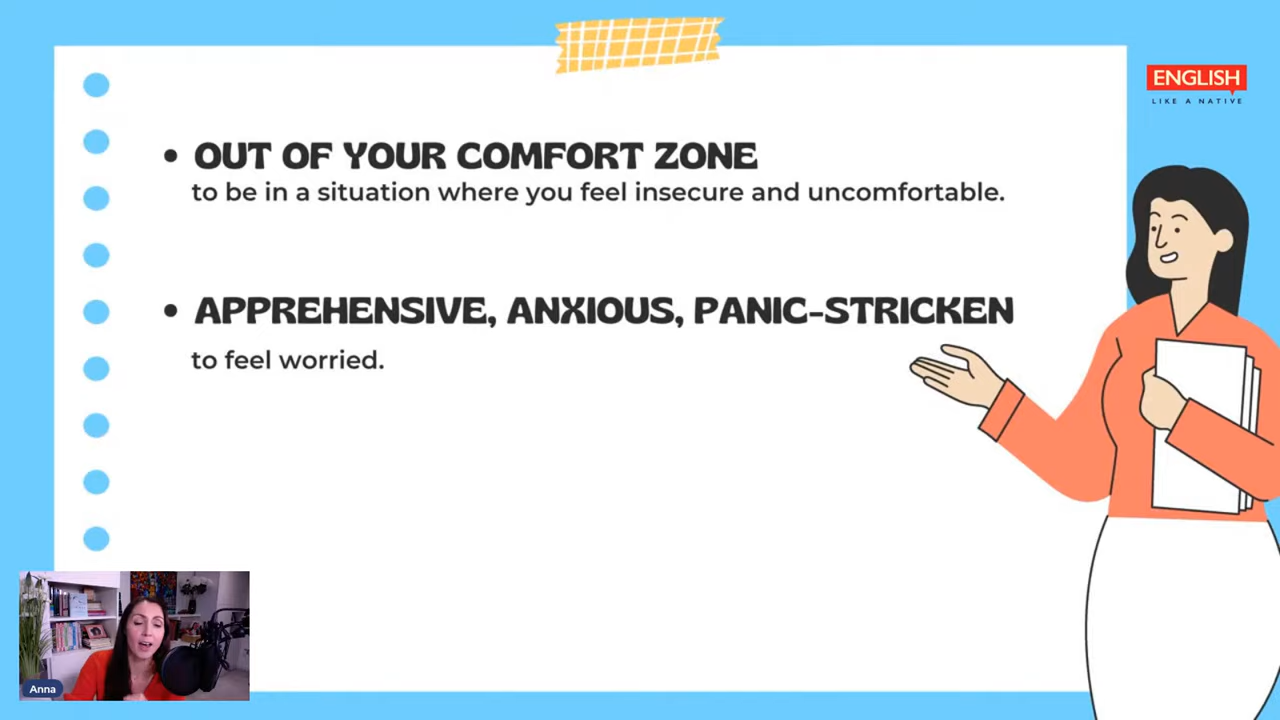 ENGLISH
LIKE A NATIVE
• OUT OF YOUR COMFORT ZONE
to be in a situation where you feel insecure and uncomfortable.
• APPREHENSIVE, ANXIOUS, PANIC-STRICKEN
to feel worried.
Anna